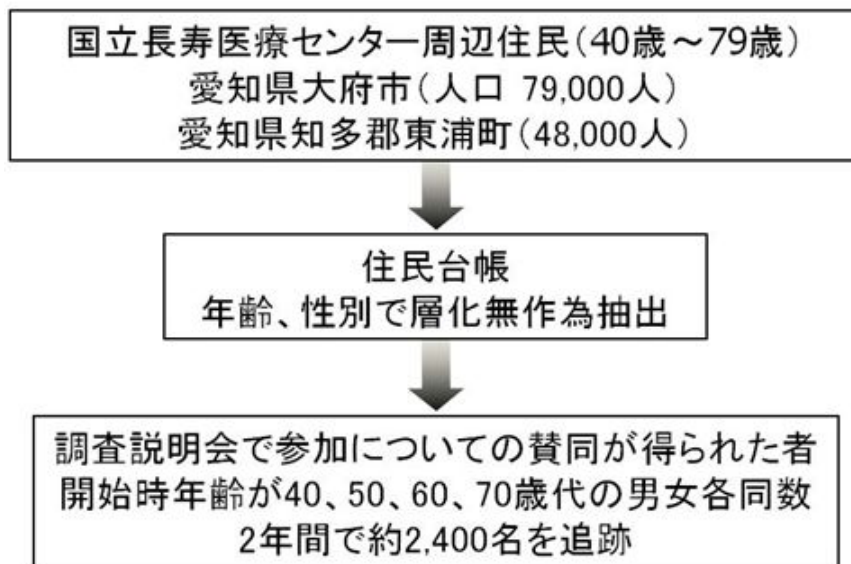 国立長寿医療センター周辺住民(40歳～79歳)
愛知県大府市(人口 79,000人)
愛知県知多郡東浦町(48,000人)
住民台帳
年齢、性別で層化無作為抽出
調査説明会で参加についての賛同が得られた者
開始時年齢が40、50、60、70歳代の男女各同数
2年間で約2,400名を追跡